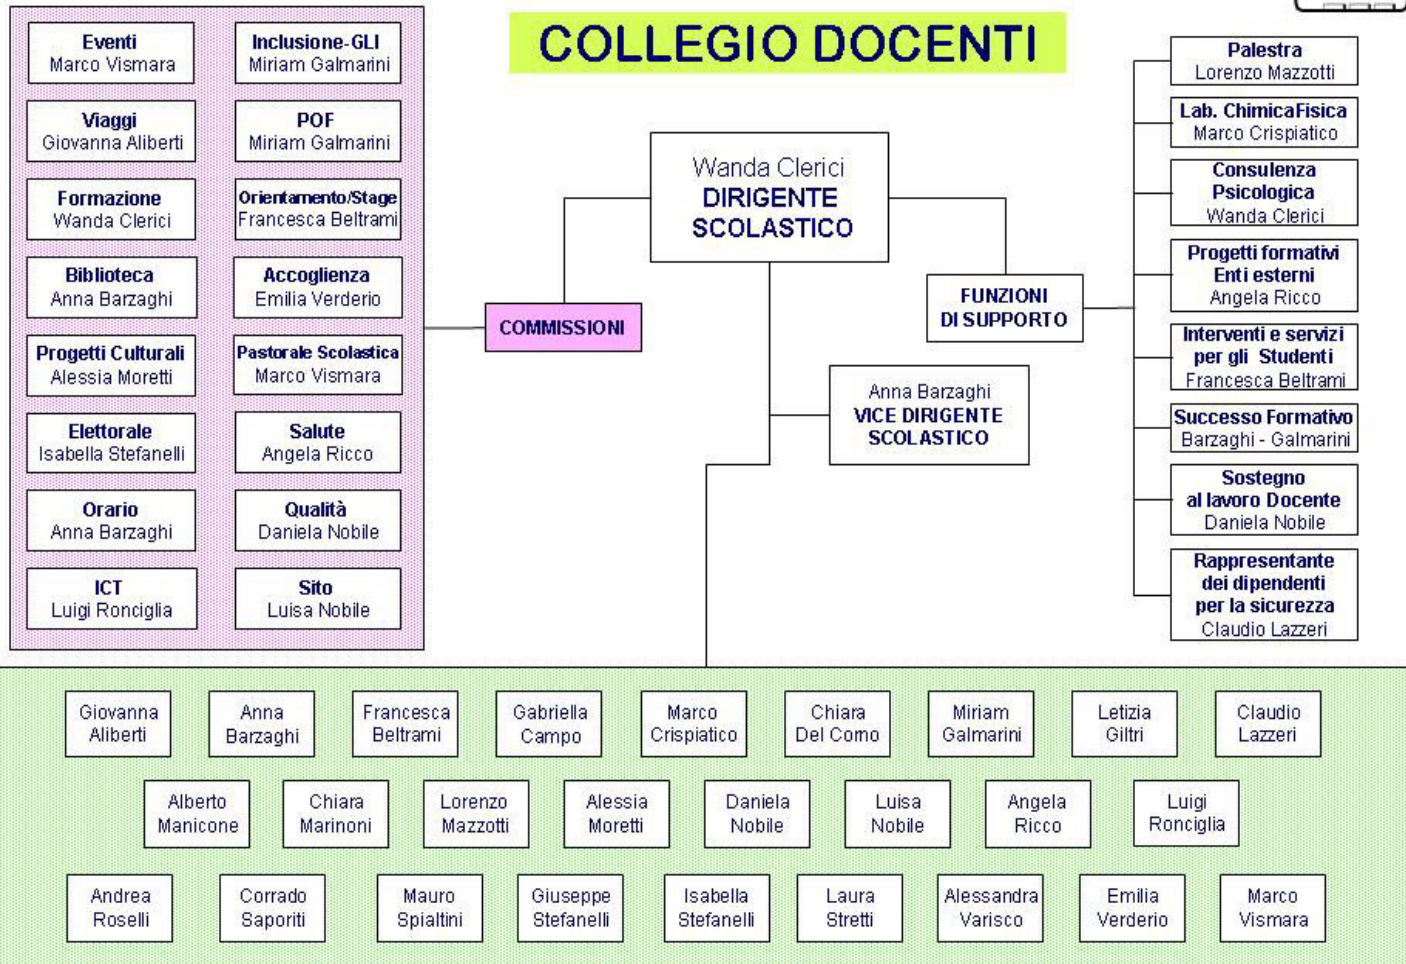 COLLEGIO DOCENTI
Eventi
Marco Vismara
Inclusione-GLI
Miriam Galmarini
Viaggi
Giovanna Aliberti
POF
Miriam Galmarini
Formazione
Wanda Clerici
Orientamento/Stage
Francesca Beltrami
Biblioteca
Anna Barzaghi
Accoglienza
Emilia Verderio
Progetti Culturali
Alessia Moretti
Pastorale Scolastica
Marco Vismara
Elettorale
Isabella Stefanelli
Salute
Angela Ricco
Orario
Anna Barzaghi
Qualità
Daniela Nobile
ICT
Luigi Ronciglia
Sito
Luisa Nobile
COMMISSIONI
Wanda Clerici
DIRIGENTE
SCOLASTICO
FUNZIONI
DI SUPPORTO
Anna Barzaghi
VICE DIRIGENTE
SCOLASTICO
Palestra
Lorenzo Mazzotti
Lab. ChimicaFisica
Marco Crispiatico
Consulenza
Psicologica
Wanda Clerici
Progetti formativi
Enti esterni
Angela Ricco
Interventi e servizi
per gli Studenti
Francesca Beltrami
Successo Formativo
Barzaghi - Galmarini
Sostegno
al lavoro Docente
Daniela Nobile
Rappresentante
dei dipendenti
per la sicurezza
Claudio Lazzeri
Giovanna
Aliberti
Anna
Barzaghi
Francesca
Beltrami
Gabriella
Campo
Marco
Crispiatico
Chiara
Del Como
Miriam
Galmarini
Letizia
Giltri
Claudio
Lazzeri
Alberto
Manicone
Chiara
Marinoni
Lorenzo
Mazzotti
Alessia
Moretti
Daniela
Nobile
Luisa
Nobile
Angela
Ricco
Luigi
Ronciglia
Andrea
Roselli
Corrado
Saporiti
Mauro
Spialtini
Giuseppe
Stefanelli
Isabella
Stefanelli
Laura
Stretti
Alessandra
Varisco
Emilia
Verderio
Marco
Vismara